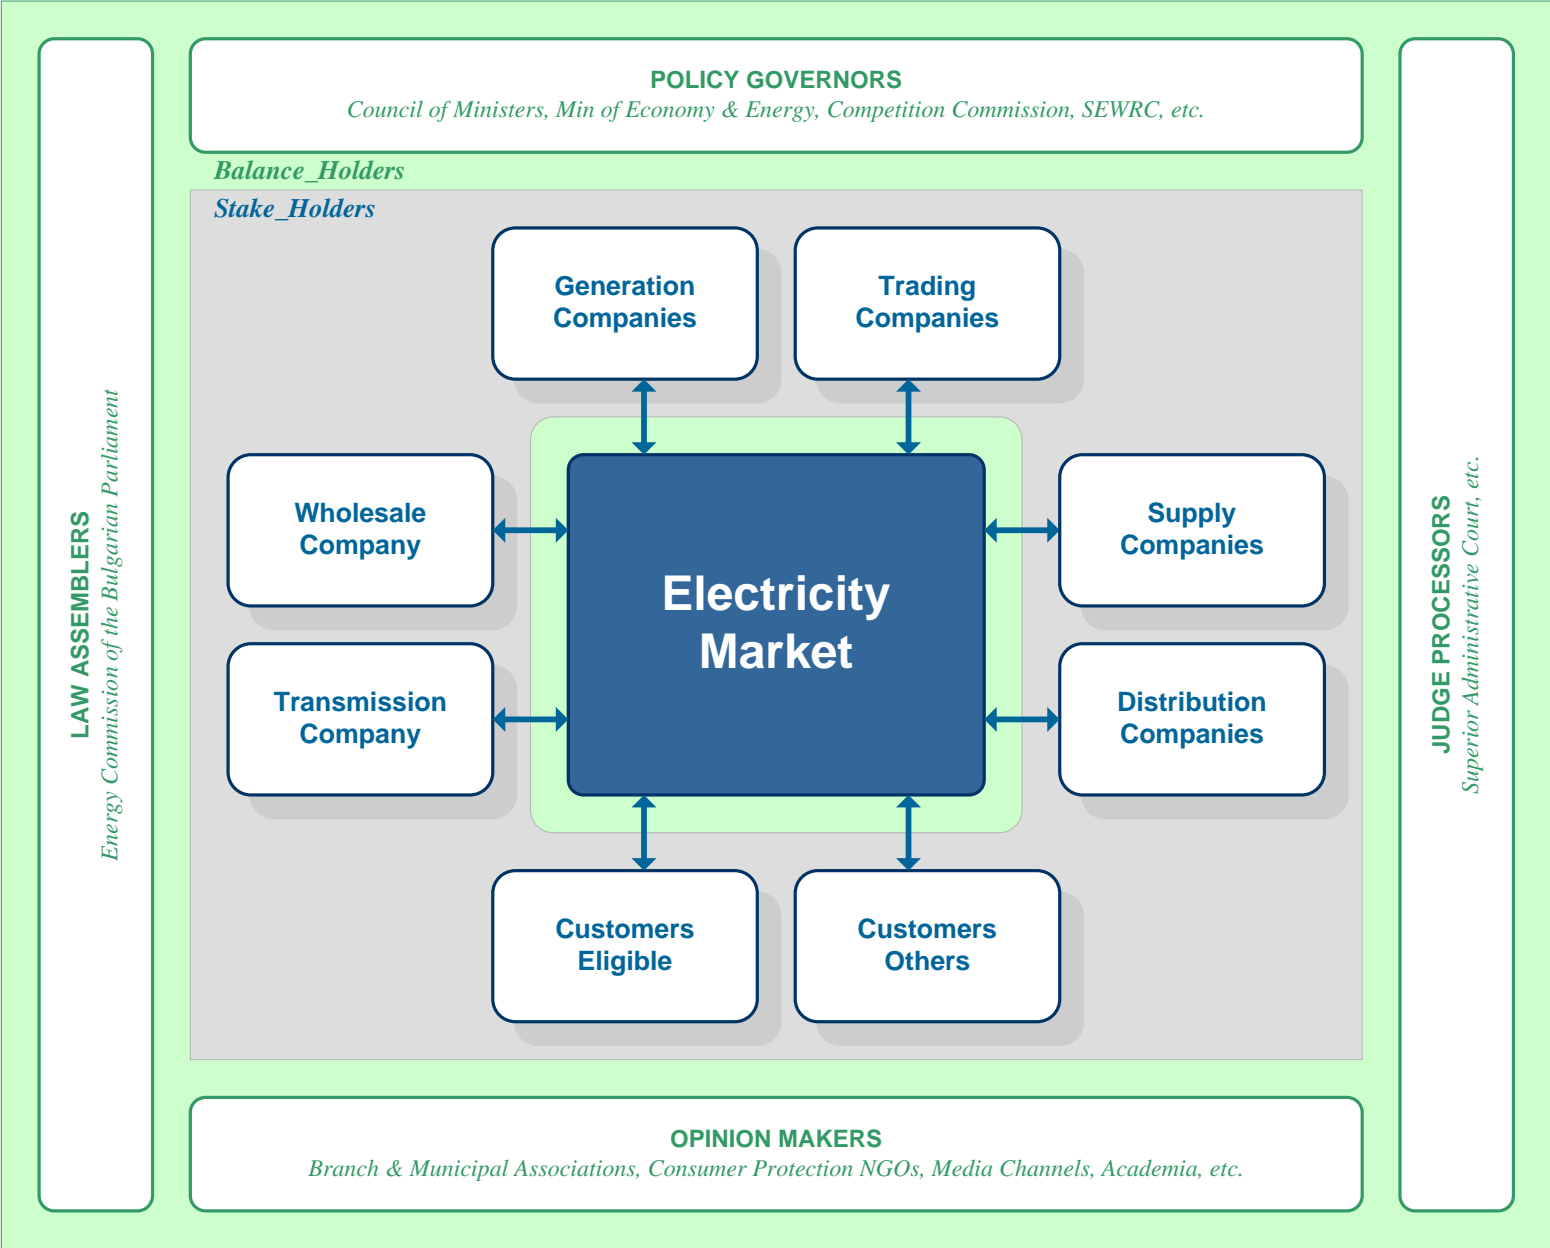 POLICY GOVERNORS
Council of Ministers, Min of Economy & Energy, Competition Commission, SEWRC, etc.
Balance_Holders
Stake_Holders
Generation
Companies
Trading
Companies
Wholesale
Company
Supply
Companies
Electricity
Market
Transmission
Company
Distribution
Companies
Customers
Eligible
Customers
Others
LAW ASSEMBLERS
Energy Commission of the Bulgarian Parliament
JUDGE PROCESSORS
Superior Administrative Court, etc.
OPINION MAKERS
Branch & Municipal Associations, Consumer Protection NGOs, Media Channels, Academia, etc.